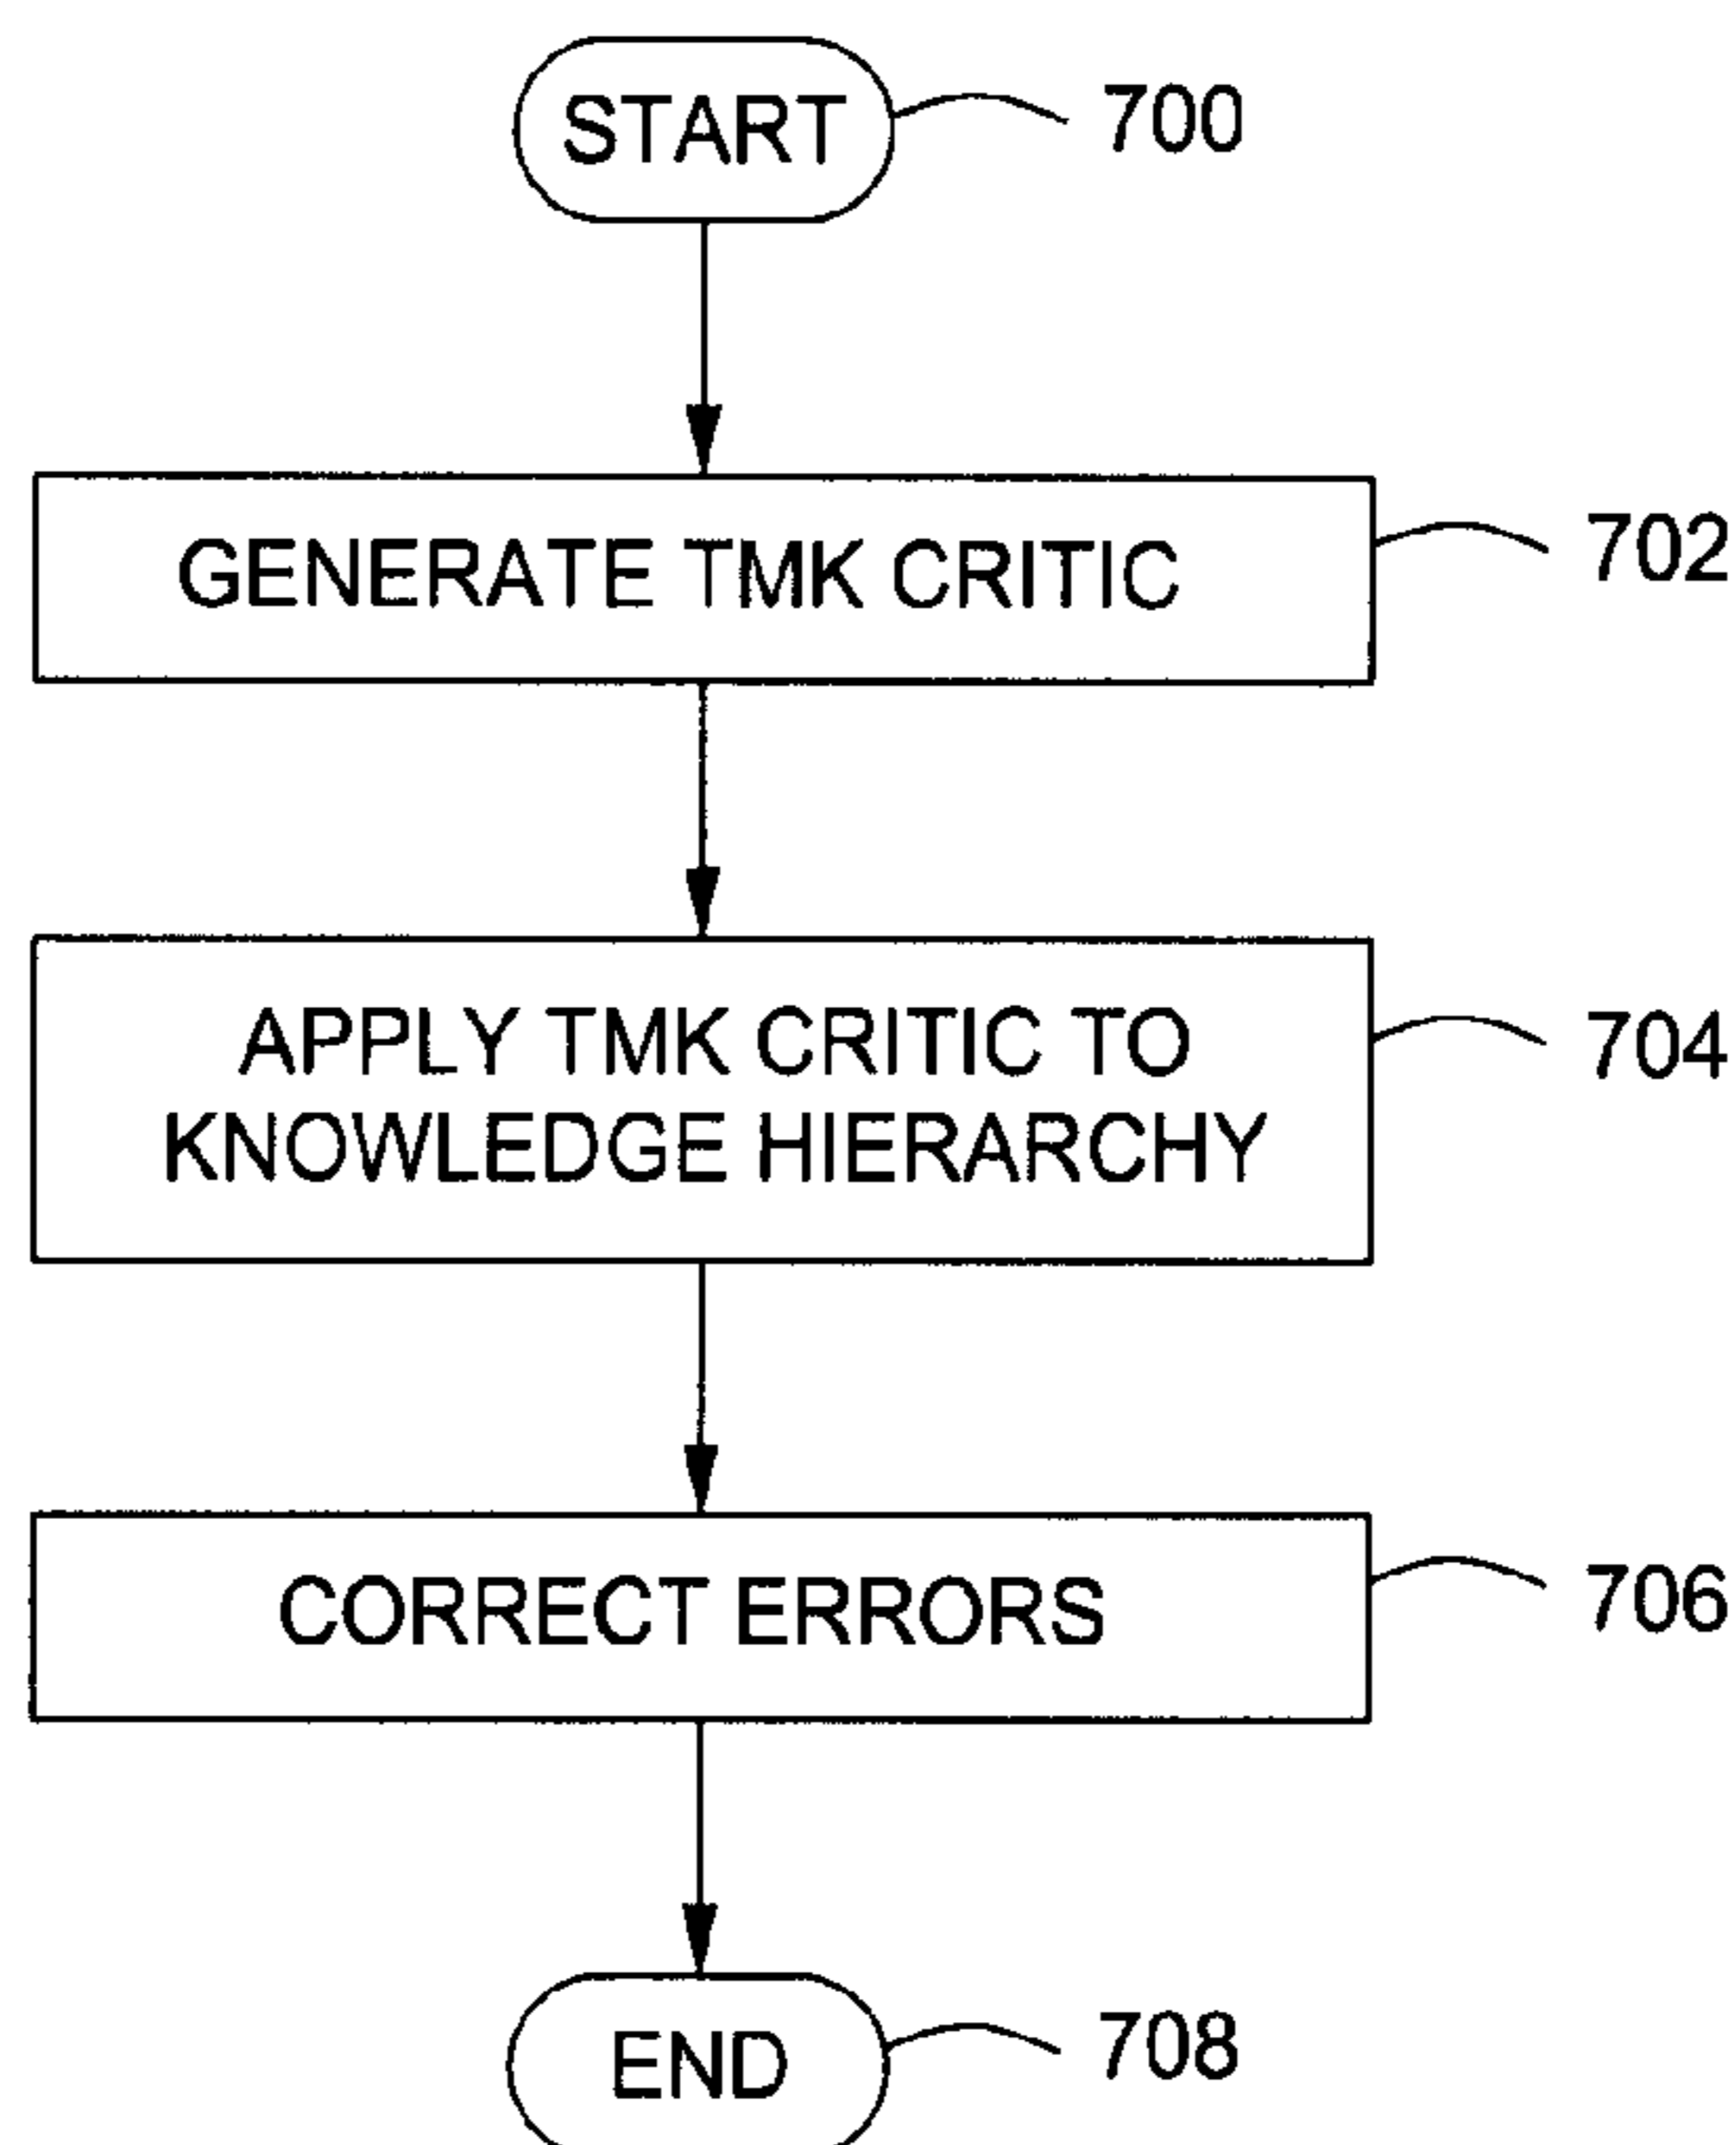 START
700
GENERATE TMK CRITIC
702
APPLY TMK CRITIC TO
KNOWLEDGE HIERARCHY
704
CORRECT ERRORS
706
END
708